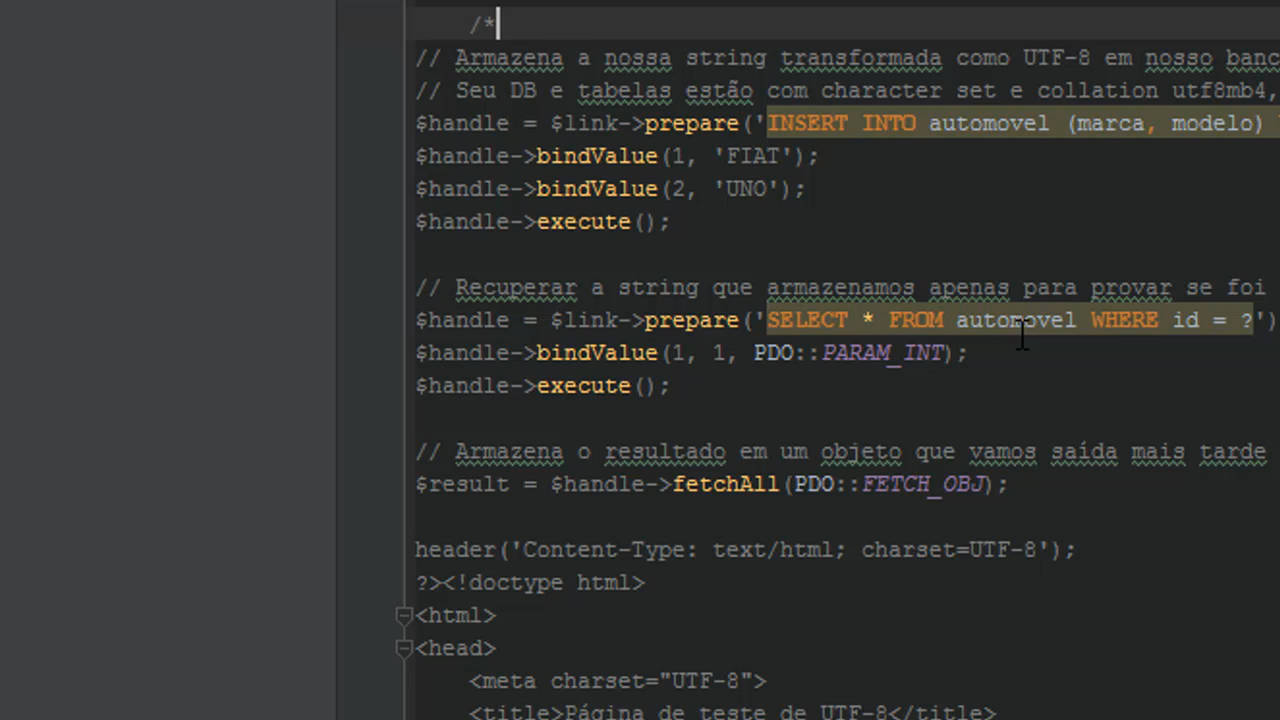 /*
// Armazena a nossa string transformada como UTF-8 em nosso banc
// Seu DB e tabelas estão com character set e collation utf8mb4,
$handle = $link->prepare('INSERT INTO automovel (marca, modelo)
$handle->bindValue(1, 'FIAT');
$handle->bindValue(2, 'UNO');
$handle->execute();
// Recuperar a string que armazenamos apenas para provar se foi
$handle = $link->prepare('SELECT * FROM automovel WHERE id = ?')
$handle->bindValue(1, 1, PDO::PARAM_INT);
$handle->execute();
// Armazena o resultado em um objeto que vamos saída mais tarde
$result = $handle->fetchAll(PDO::FETCH_OBJ);
header('Content-Type: text/html; charset=UTF-8');
?><!doctype html>
<html>
<head>
<meta charset="UTF-8">
<title>Página de teste de UTF-8</title>